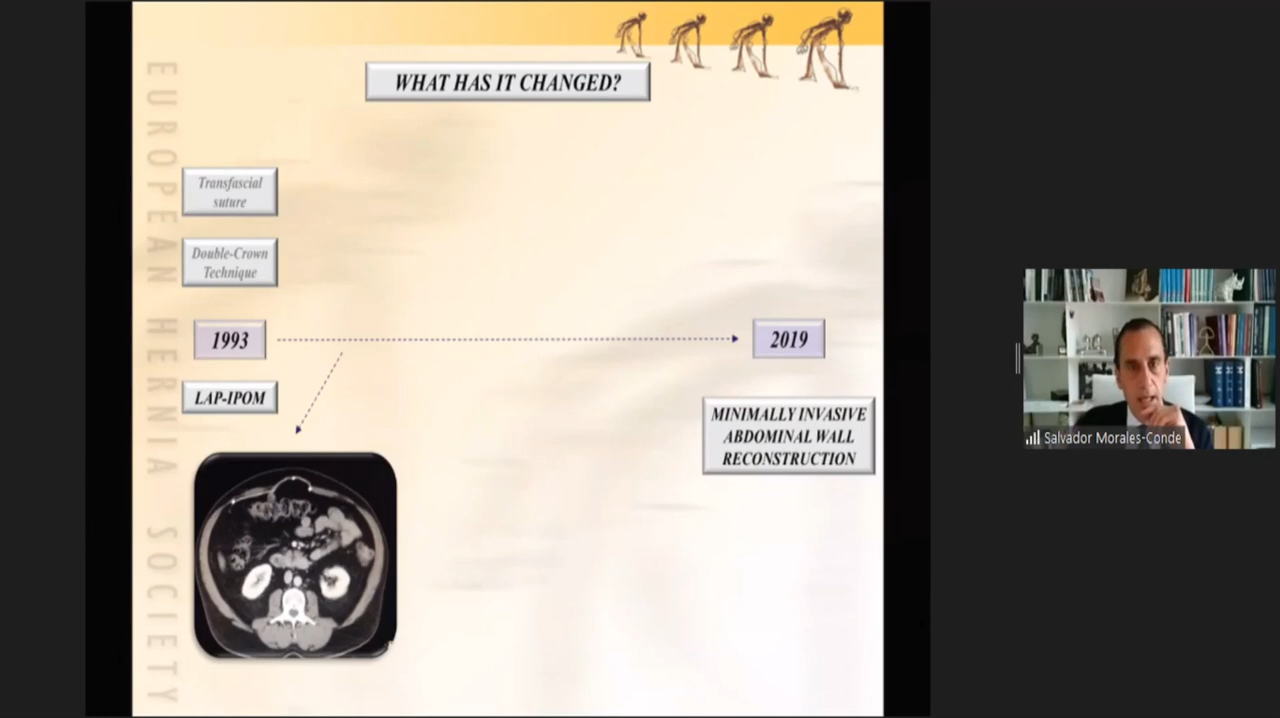 WHAT HAS IT CHANGED?
EUROPEAN HERNIA SOCIETY
Transfascial
suture
Double-Crown
Technique
1993
2019
LAP-IPOM
MINIMALLY INVASIVE
ABDOMINAL WALL
RECONSTRUCTION
Salvador Morales-Conde